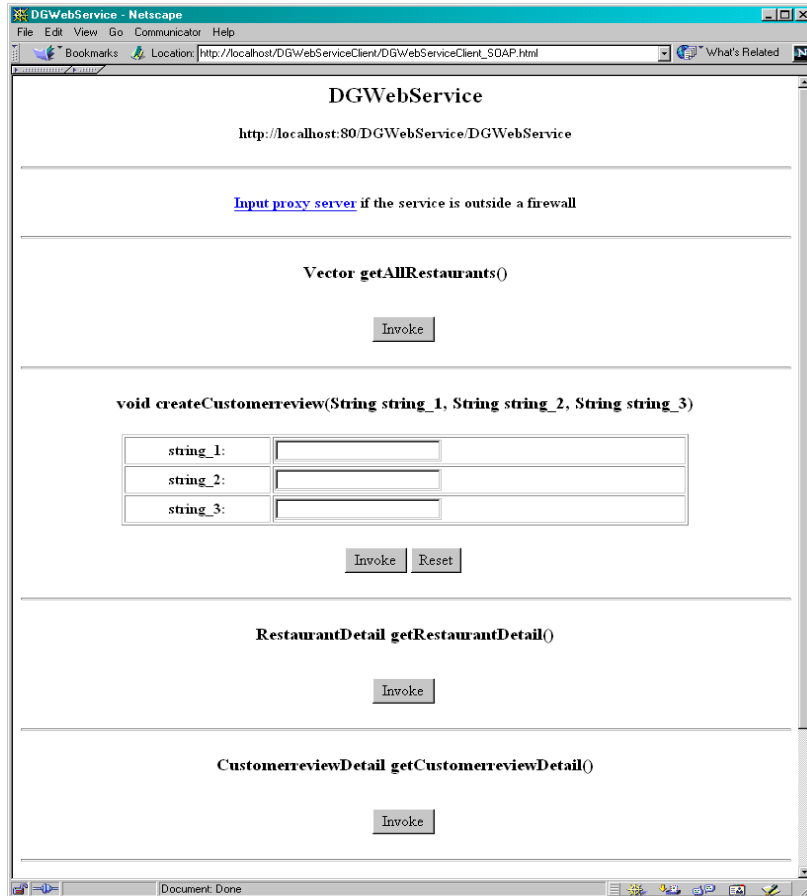 DGWebService - Netscape
File Edit View Go Communicator Help
Bookmarks Location: http://localhost/DGWebServiceClient/DGWebServiceClient_SOAP.html What's Related N
DGWebService
http://localhost:80/DGWebService/DGWebService
Input proxy server if the service is outside a firewall
Vector getAllRestaurants()
Invoke
void createCustomerreview(String string_1, String string_2, String string_3)
string_1:
string_2:
string_3:
Invoke Reset
RestaurantDetail getRestaurantDetail()
Invoke
CustomerreviewDetail getCustomerreviewDetail()
Invoke
Document: Done